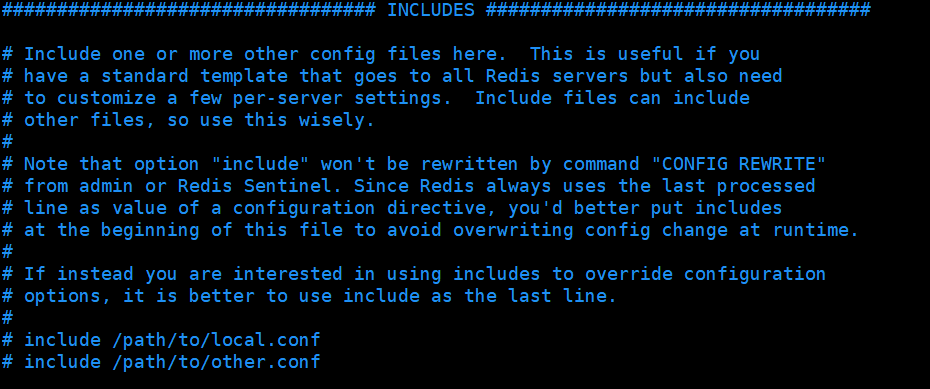 ################################## INCLUDES ###################################
# Include one or more other config files here.  This is useful if you
# have a standard template that goes to all Redis servers but also need
# to customize a few per-server settings.  Include files can include
# other files, so use this wisely.
#
# Note that option "include" won't be rewritten by command "CONFIG REWRITE"
# from admin or Redis Sentinel. Since Redis always uses the last processed
# line as value of a configuration directive, you'd better put includes
# at the beginning of this file to avoid overwriting config change at runtime.
#
# If instead you are interested in using includes to override configuration
# options, it is better to use include as the last line.
#
# include /path/to/local.conf
# include /path/to/other.conf